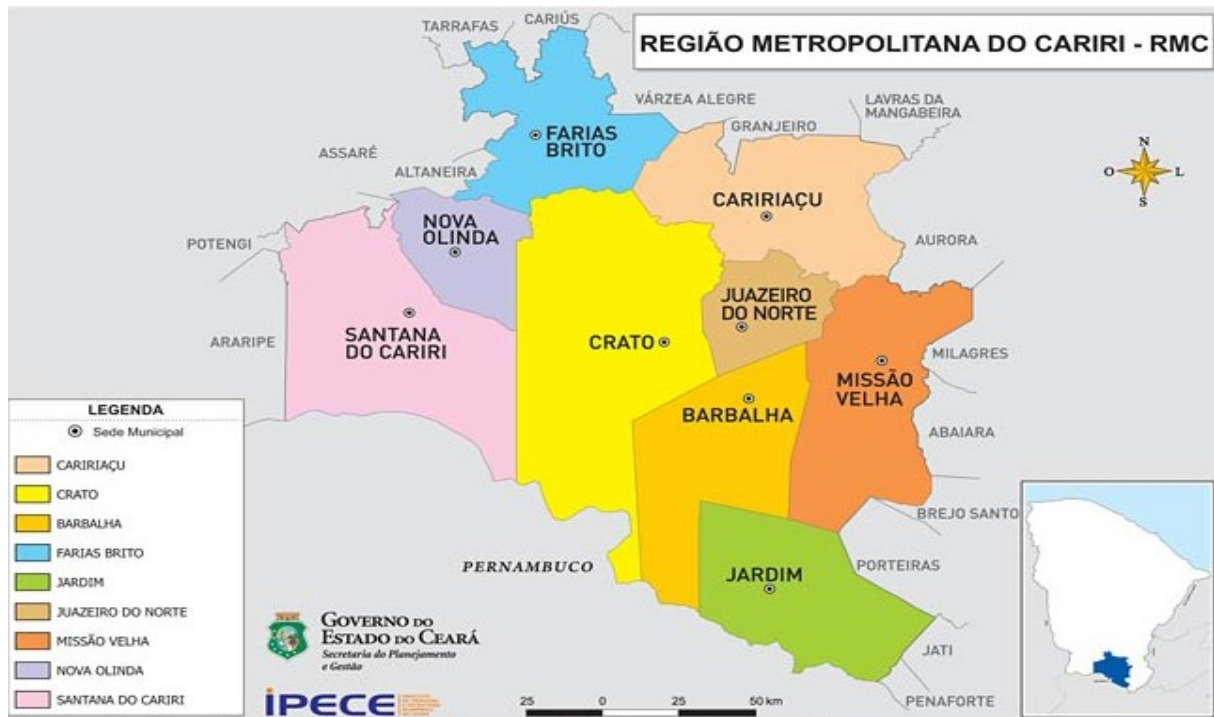 TARRAFAS
CARIÚS
REGIÃO METROPOLITANA DO CARIRI - RMC
VÁRZEA ALEGRE
LAVRAS DA
MANGABEIRA
GRANJEIRO
FARIAS
BRITO
ASSARÉ
ALTANEIRA
N
O
L
S
CARIRIAÇU
NOVA
OLINDA
POTENGI
AURORA
JUAZEIRO
DO NORTE
SANTANA
DO CARIRI
CRATO
ARARIPE
MILAGRES
MISSÃO
VELHA
BARBALHA
ABAIARA
LEGENDA
Sede Municipal
CARIRIAÇU
CRATO
BARBALHA
FARIAS BRITO
JARDIM
JUAZEIRO DO NORTE
MISSÃO VELHA
NOVA OLINDA
SANTANA DO CARIRI
BREJO SANTO
PERNAMBUCO
PORTEIRAS
JARDIM
JATI
PENAFORTE
GOVERNO DO
ESTADO DO CEARÁ
Secretaria do Planejamento
e Gestão
IPECE
25 0 25 50 km